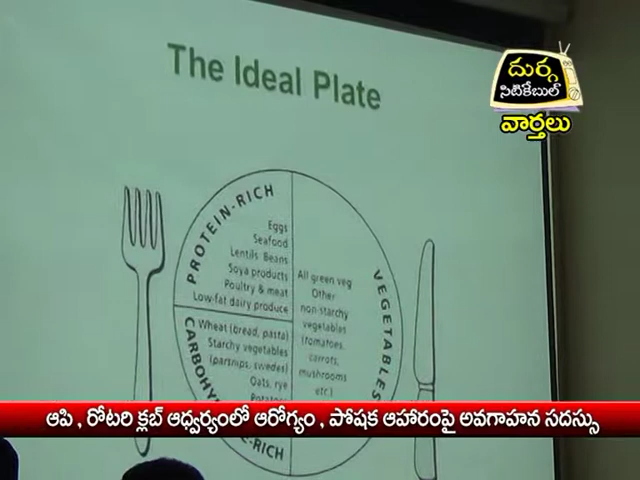 The Ideal Plate
దుర్గ
సిటికేబుల్
వార్తలు
PROTEIN-RICH
Eggs
Seafood
Lentils Beans
Soya products
Poultry & meat
Low-fat dairy produce
VEGETABLES
All green veg
Other
non-starchy
vegetables
(tomatoes,
carrots,
mushrooms
etc.)
Wheat (bread, pasta)
Starchy vegetables
(parsnips, swedes)
Oats, rye
-RICH
ఆపి , రోటరి క్లబ్ ఆధ్వర్యంలో ఆరోగ్యం , పోషక ఆహారంపై అవగాహన సదస్సు